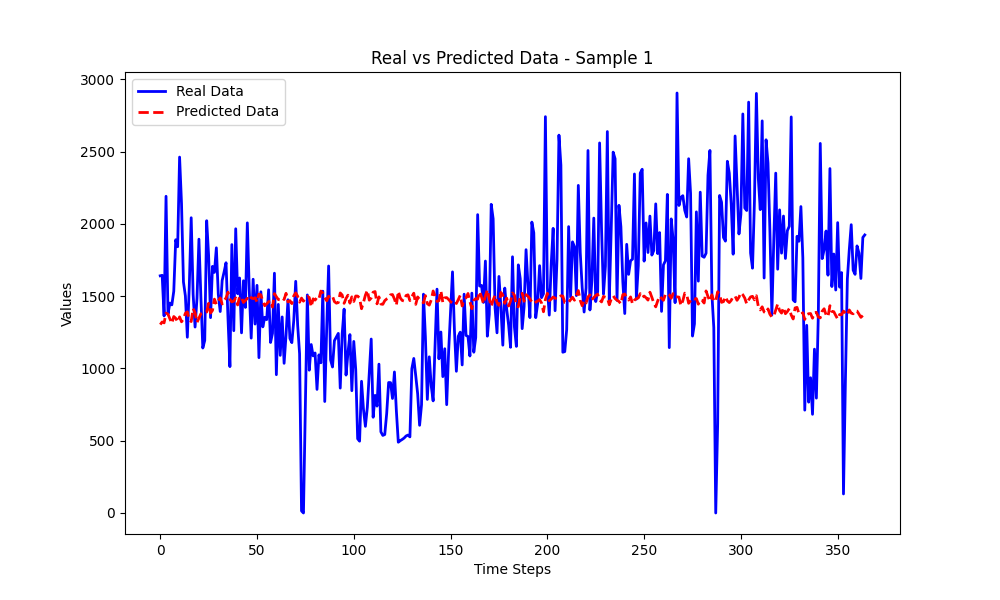 Real vs Predicted Data - Sample 1
Real Data
Predicted Data
Values
3000
2500
2000
1500
1000
500
0
0 50 100 150 200 250 300 350
Time Steps